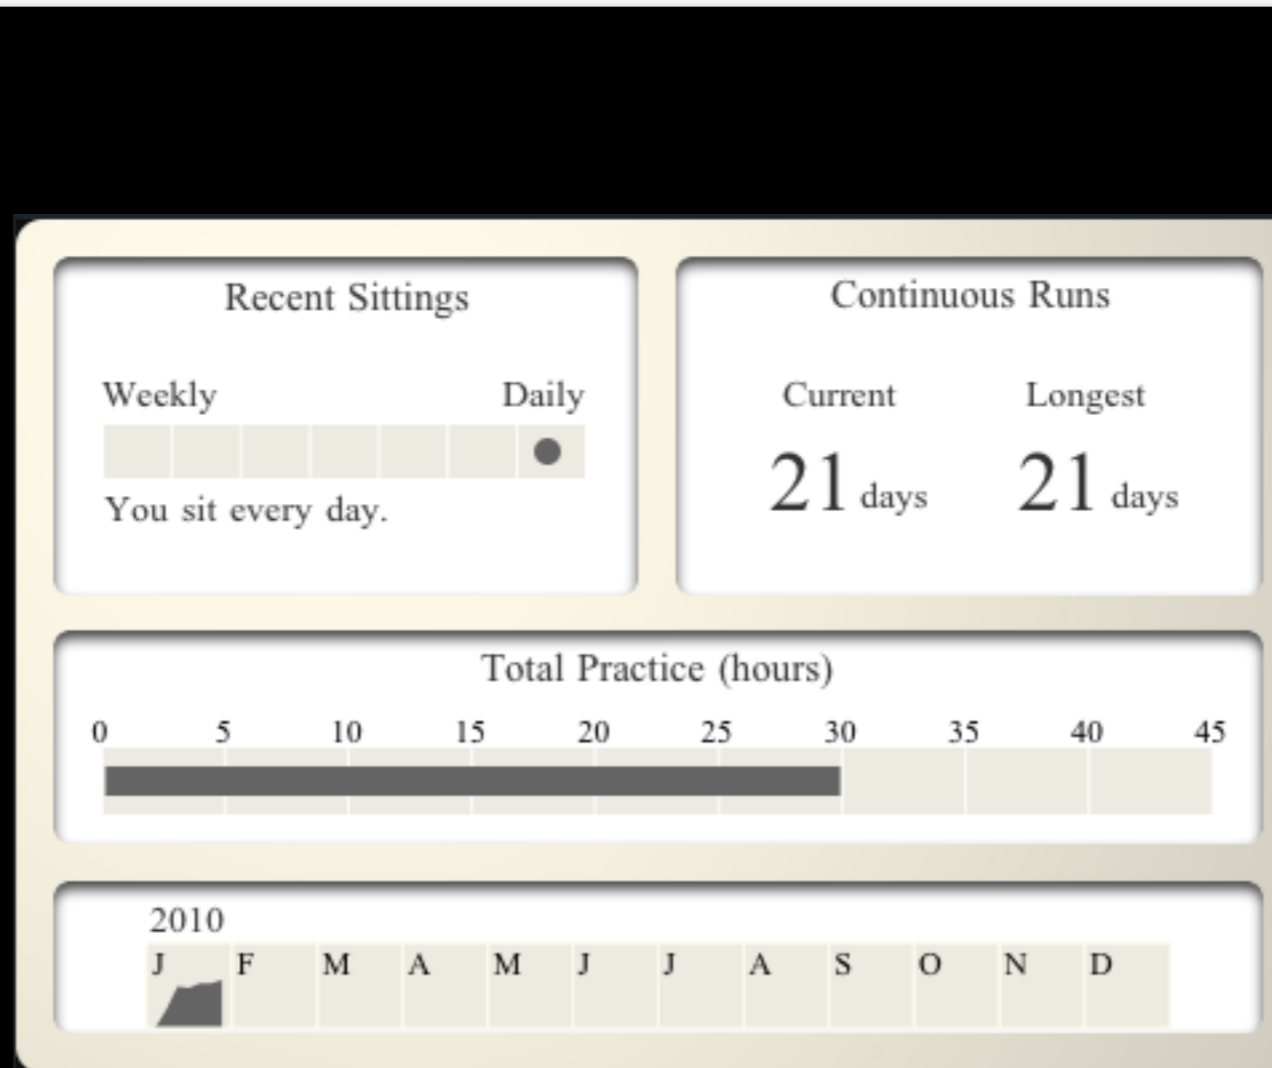 Recent Sittings
Weekly Daily
You sit every day.
Continuous Runs
Current Longest
21 days 21 days
Total Practice (hours)
0 5 10 15 20 25 30 35 40 45
2010
J F M A M J J A S O N D